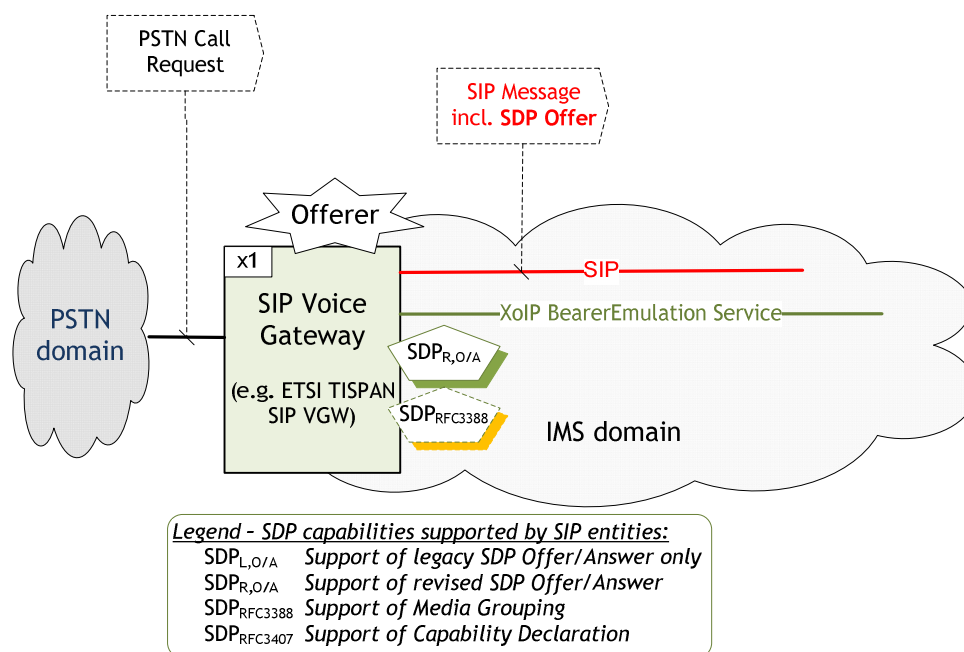 PSTN Call
Request
SIP Message
incl. SDP Offer
Offerer
x1
SIP
SIP Voice
Gateway
XoIP BearerEmulation Service
PSTN
domain
SDPR,O/A
(e.g. ETSI TISPAN
SIP VGW)
SDPRFC3388
IMS domain
Legend – SDP capabilities supported by SIP entities:
SDPL,O/A Support of legacy SDP Offer/Answer only
SDPR,O/A Support of revised SDP Offer/Answer
SDPRFC3388 Support of Media Grouping
SDPRFC3407 Support of Capability Declaration